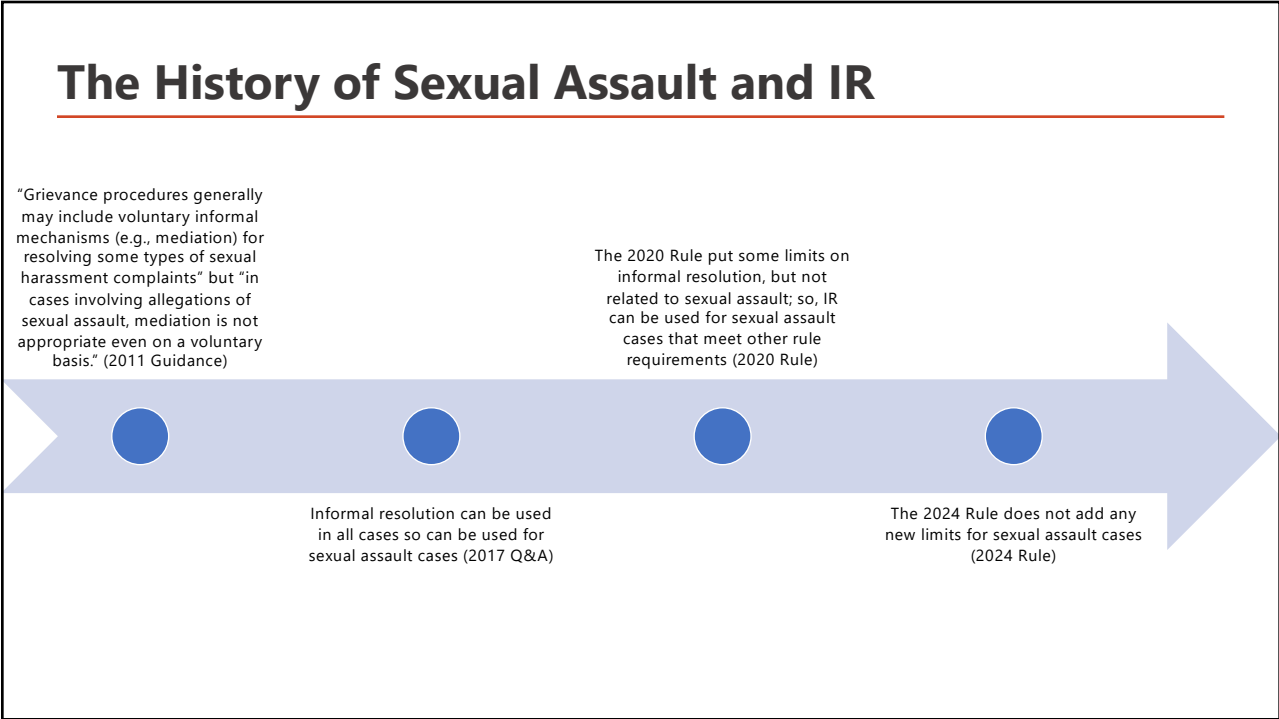 The History of Sexual Assault and IR
“Grievance procedures generally
may include voluntary informal
mechanisms (e.g., mediation) for
resolving some types of sexual
harassment complaints” but “in
cases involving allegations of
sexual assault, mediation is not
appropriate even on a voluntary
basis.” (2011 Guidance)
Informal resolution can be used
in all cases so can be used for
sexual assault cases (2017 Q&A)
The 2020 Rule put some limits on
informal resolution, but not
related to sexual assault; so, IR
can be used for sexual assault
cases that meet other rule
requirements (2020 Rule)
The 2024 Rule does not add any
new limits for sexual assault cases
(2024 Rule)